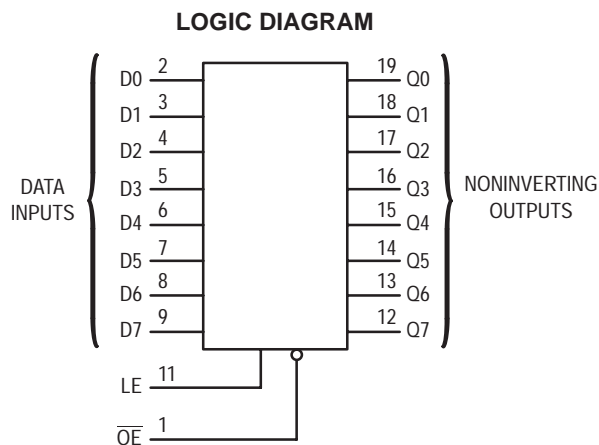 LOGIC DIAGRAM
D0 2 19 Q0
D1 3 18 Q1
D2 4 17 Q2
D3 5 16 Q3
DATA INPUTS
NONINVERTING OUTPUTS
D4 6 15 Q4
D5 7 14 Q5
D6 8 13 Q6
D7 9 12 Q7
LE 11
O̅E̅ 1